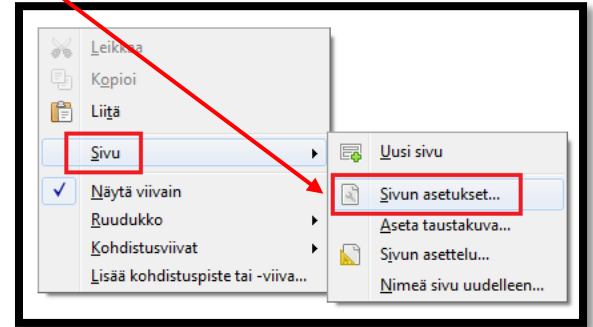 Leikkaa
Kopioi
Liitä
Sivu
Näytä viivain
Ruudukko
Kohdistusviivat
Lisää kohdistuspiste tai -viiva...
Uusi sivu
Sivun asetukset...
Aseta taustakuva...
Sivun asettelu...
Nimeä sivu uudelleen...